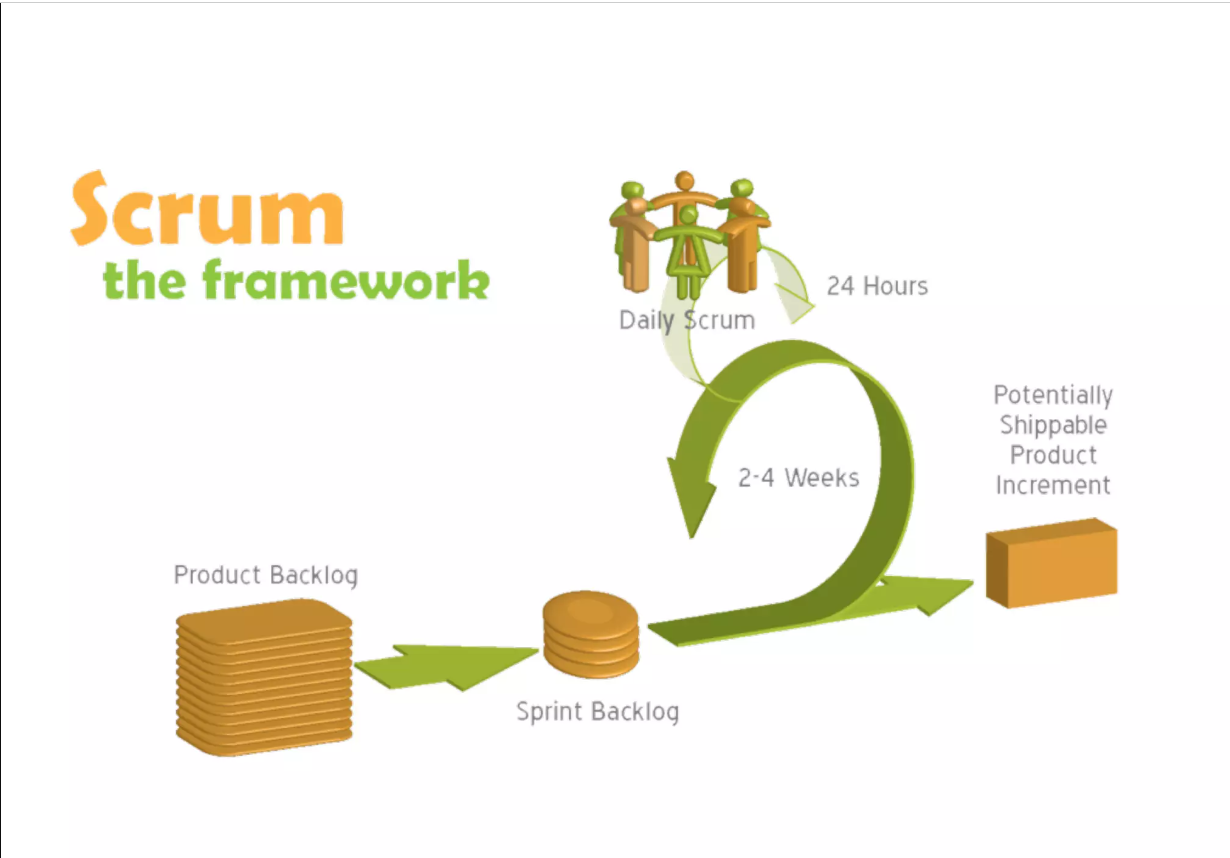 Scrum
the framework
24 Hours
Daily Scrum
Potentially
Shippable
Product
Increment
2-4 Weeks
Product Backlog
Sprint Backlog